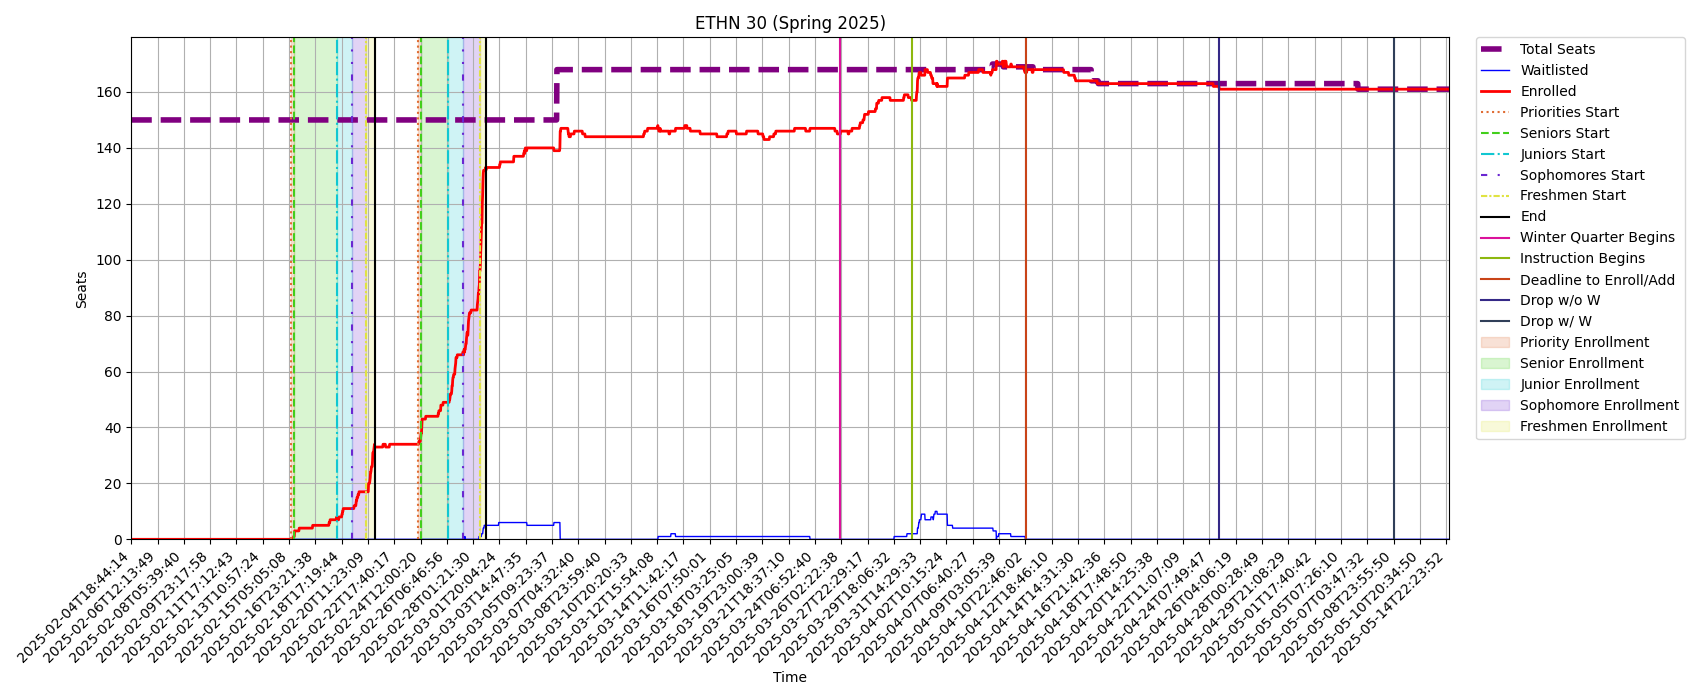 ETHN 30 (Spring 2025)
Seats
160
140
120
100
80
60
40
20
0
2025-02-04T18:44:14
2025-02-06T12:13:49
2025-02-08T05:39:40
2025-02-09T23:17:58
2025-02-11T17:12:43
2025-02-13T10:57:24
2025-02-15T05:05:08
2025-02-16T23:21:38
2025-02-18T17:19:44
2025-02-20T11:23:09
2025-02-22T17:40:17
2025-02-24T12:00:20
2025-02-26T06:46:56
2025-02-28T01:21:30
2025-03-01T20:04:24
2025-03-03T14:47:35
2025-03-05T09:23:37
2025-03-07T04:32:40
2025-03-08T23:59:40
2025-03-10T20:20:33
2025-03-12T15:54:08
2025-03-14T11:42:17
2025-03-16T07:50:01
2025-03-18T03:25:05
2025-03-19T23:00:39
2025-03-21T18:37:10
2025-03-24T06:52:40
2025-03-26T02:22:38
2025-03-27T22:29:17
2025-03-29T18:06:32
2025-03-31T14:29:33
2025-04-02T10:15:24
2025-04-07T06:40:27
2025-04-09T03:05:39
2025-04-10T22:46:02
2025-04-12T18:46:10
2025-04-14T14:31:30
2025-04-16T21:42:36
2025-04-18T17:48:50
2025-04-20T14:25:38
2025-04-22T11:07:09
2025-04-24T07:49:47
2025-04-26T04:06:19
2025-04-28T00:28:49
2025-04-29T21:08:29
2025-05-01T17:40:42
2025-05-05T07:26:10
2025-05-07T03:47:32
2025-05-08T23:55:50
2025-05-10T20:34:50
2025-05-14T22:23:52
Time
Total Seats
Waitlisted
Enrolled
Priorities Start
Seniors Start
Juniors Start
Sophomores Start
Freshmen Start
End
Winter Quarter Begins
Instruction Begins
Deadline to Enroll/Add
Drop w/o W
Drop w/ W
Priority Enrollment
Senior Enrollment
Junior Enrollment
Sophomore Enrollment
Freshmen Enrollment